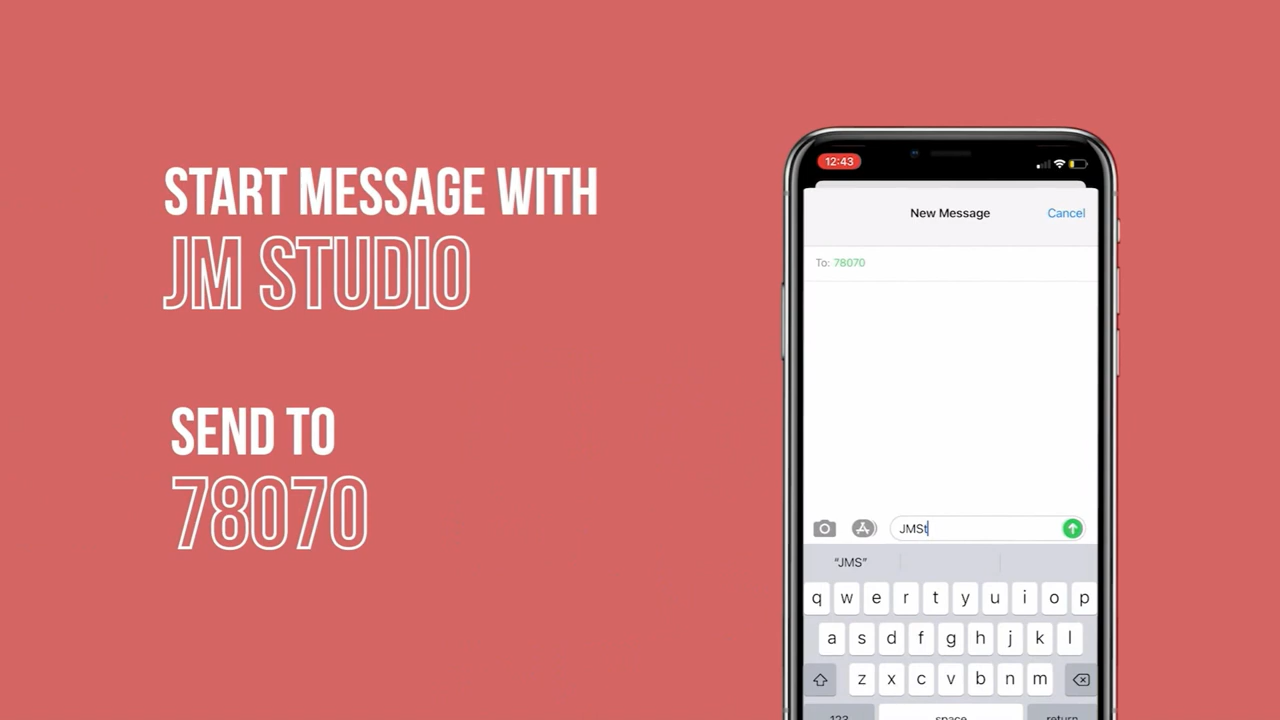 START MESSAGE WITH
JM STUDIO
SEND TO
78070
12:43
New Message
Cancel
To: 78070
JMSt
"JMS"
q w e r t y u i o p
a s d f g h j k l
z x c v b n m
123 space return